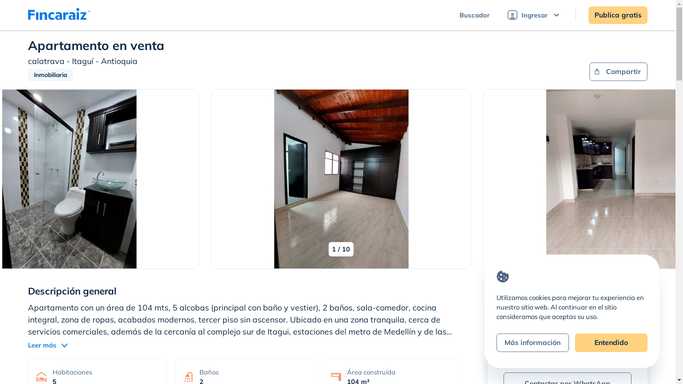 Fincaraiz
Buscador
Ingresar
Publica gratis
Apartamento en venta
calatrava - Itaguí - Antioquia
Inmobiliaria
Compartir
1 / 10
Descripción general
Apartamento con un área de 104 mts, 5 alcobas (principal con baño y vestier), 2 baños, sala-comedor, cocina
integral, zona de ropas, acabados modernos, tercer piso sin ascensor. Ubicado en una zona tranquila, cerca de
servicios comerciales, además de la cercanía al complejo sur de Itagui, estaciones del metro de Medellín y de las...
Leer más
Habitaciones
5
Baños
2
Área construida
104 m²
Utilizamos cookies para mejorar tu experiencia en
nuestro sitio web. Al continuar en el sitio
consideramos que aceptas su uso.
Más información
Entendido
Contactar por WhatsApp